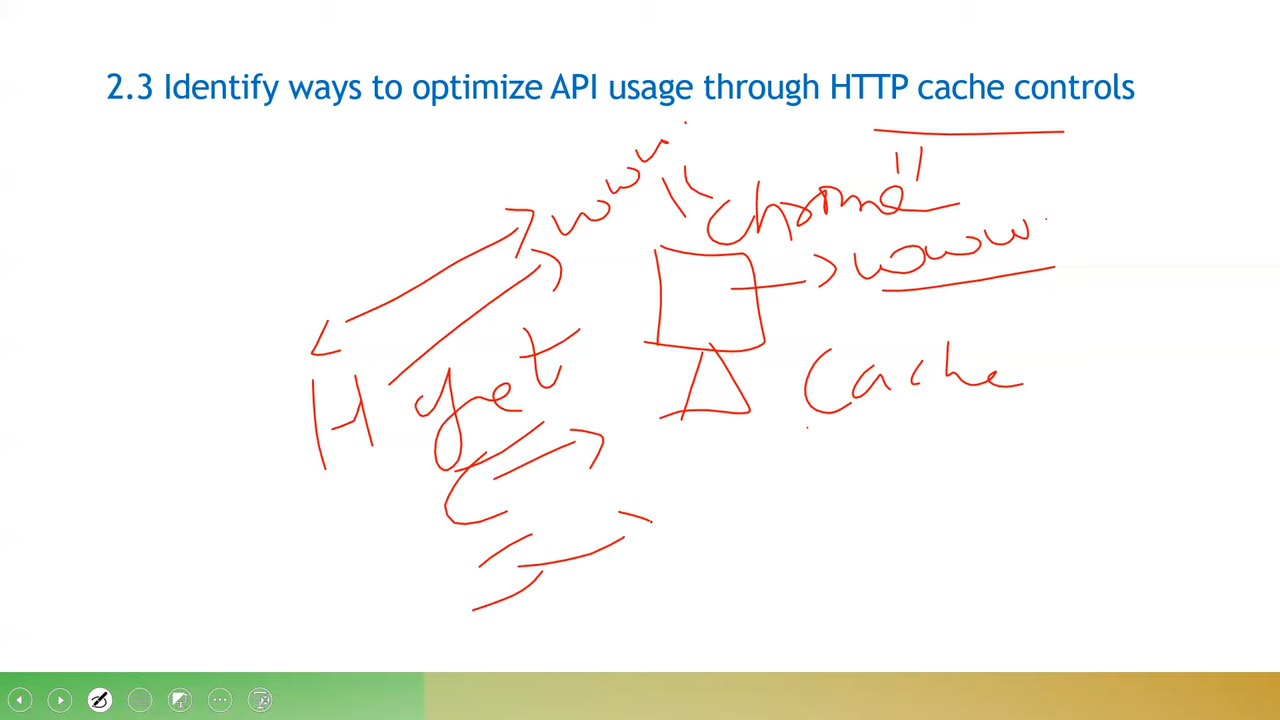 2.3 Identify ways to optimize API usage through HTTP cache controls
www.
"chrome"
www.
Cache
H get